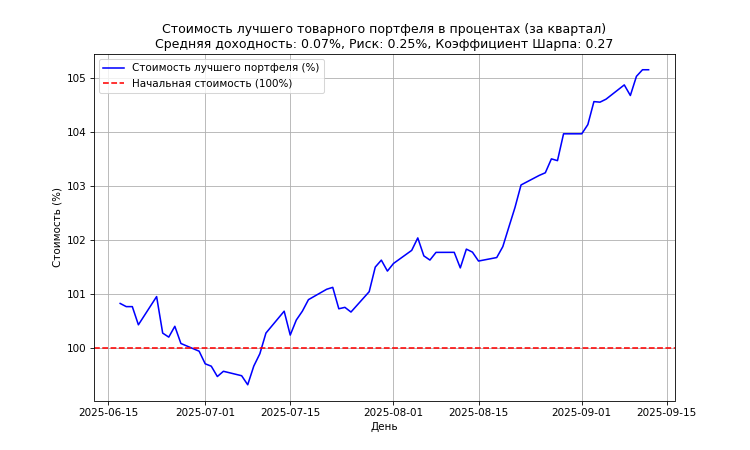 Стоимость лучшего товарного портфеля в процентах (за квартал)
Средняя доходность: 0.07%, Риск: 0.25%, Коэффициент Шарпа: 0.27
Стоимость лучшего портфеля (%)
Начальная стоимость (100%)
Стоимость (%)
105
104
103
102
101
100
2025-06-15
2025-07-01
2025-07-15
2025-08-01
2025-08-15
2025-09-01
2025-09-15
День